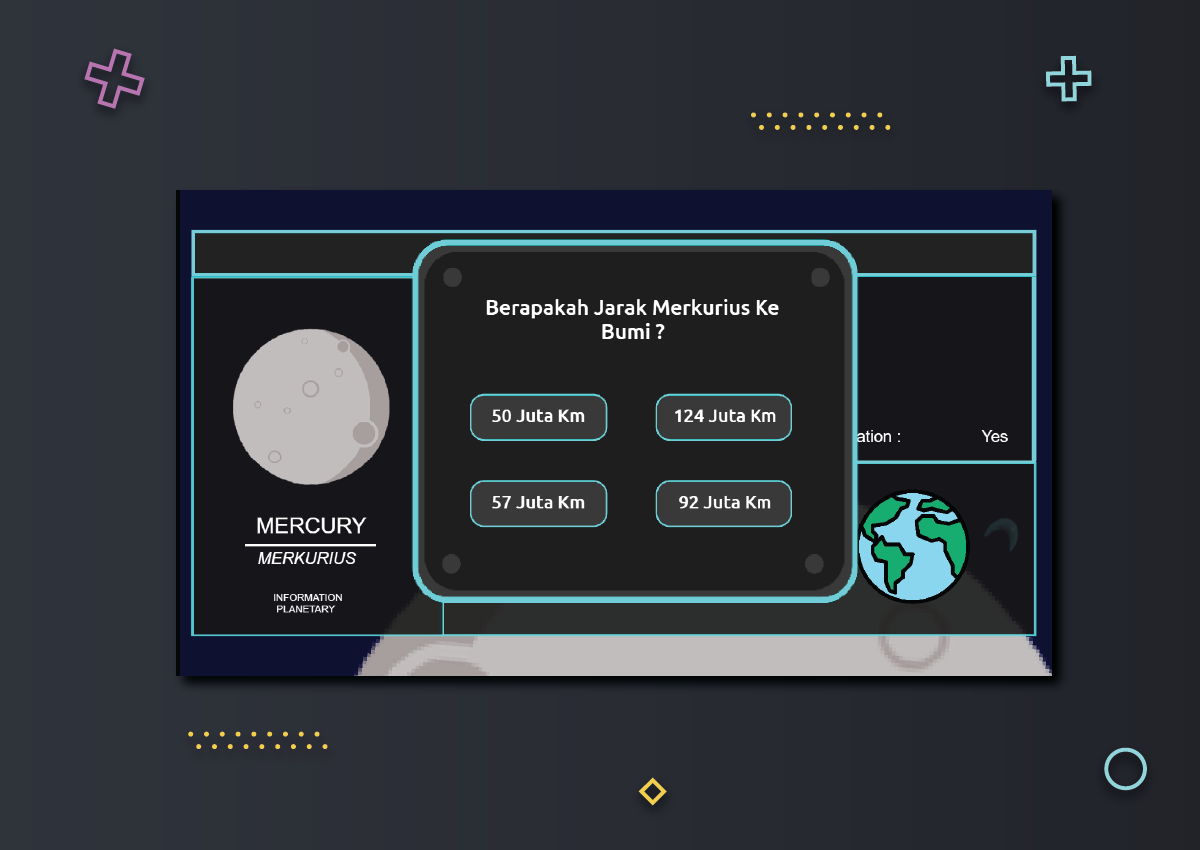 Berapakah Jarak Merkurius Ke
Bumi ?
50 Juta Km
124 Juta Km
57 Juta Km
92 Juta Km
ation :
Yes
MERCURY
MERKURIUS
INFORMATION
PLANETARY